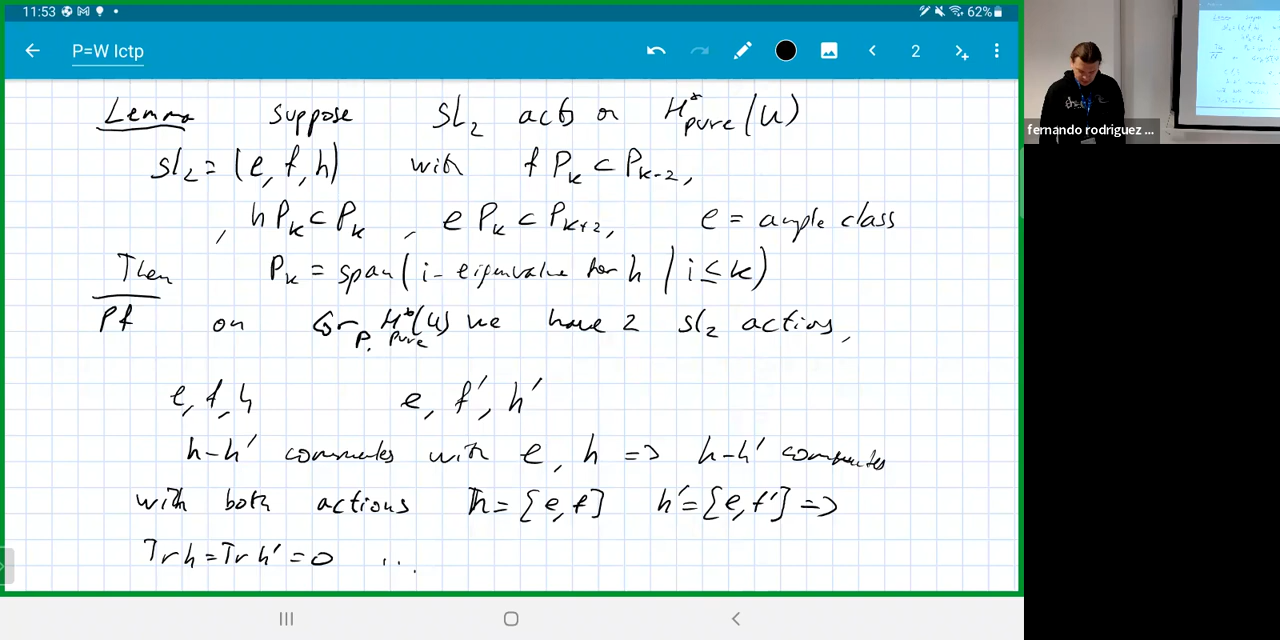 11:53
62%
P=W Ictp
2
Lemma suppose SL₂ acts on H*pure(U)
sl₂ = (e, f, h) with f Pₖ ⊂ Pₖ₋₂,
, h Pₖ ⊂ Pₖ , e Pₖ ⊂ Pₖ₊₂, e = ample class
Then Pₖ = span(i-eigenvalue for h | i ≤ k)
Pf on Gr_P. H*pure(U) we have 2 sl₂ actions,
e, f, h e, f', h'
h-h' commutes with e, h => h-h' commutes
with both actions h = [e, f] h' = [e, f'] =>
Tr h = Tr h' = 0 ...
fernando rodriguez ...